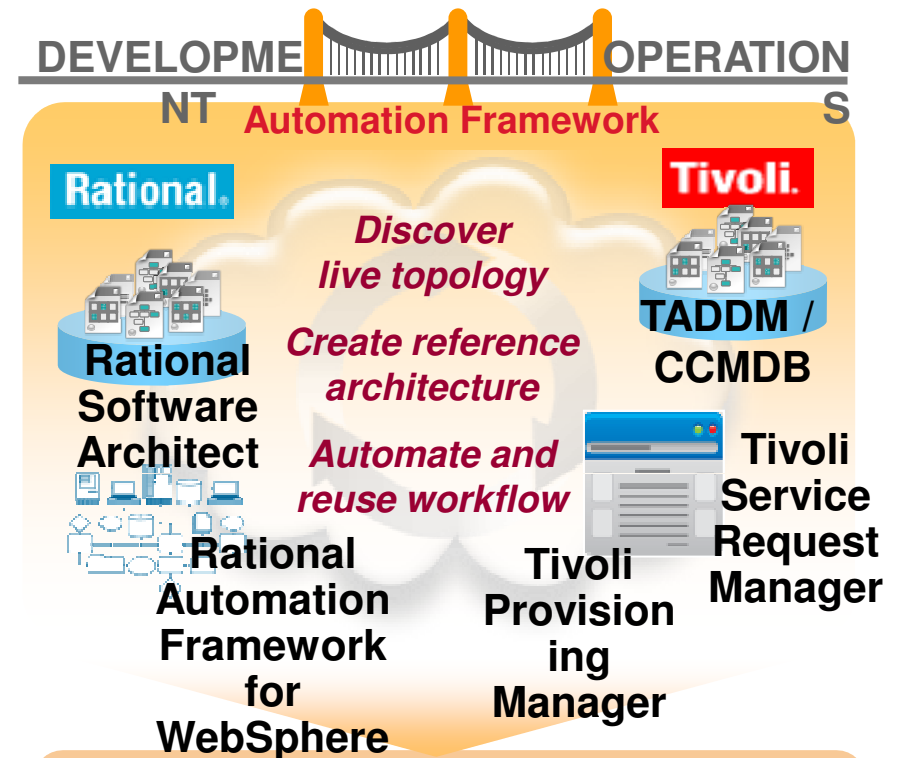 DEVELOPME
NT
OPERATION
S
Automation Framework
Rational.
Tivoli.
Discover
live topology
Create reference
architecture
Automate and
reuse workflow
TADDM /
CCMDB
Rational
Software
Architect
Tivoli
Service
Request
Manager
Rational
Automation
Framework
for
WebSphere
Tivoli
Provision
ing
Manager